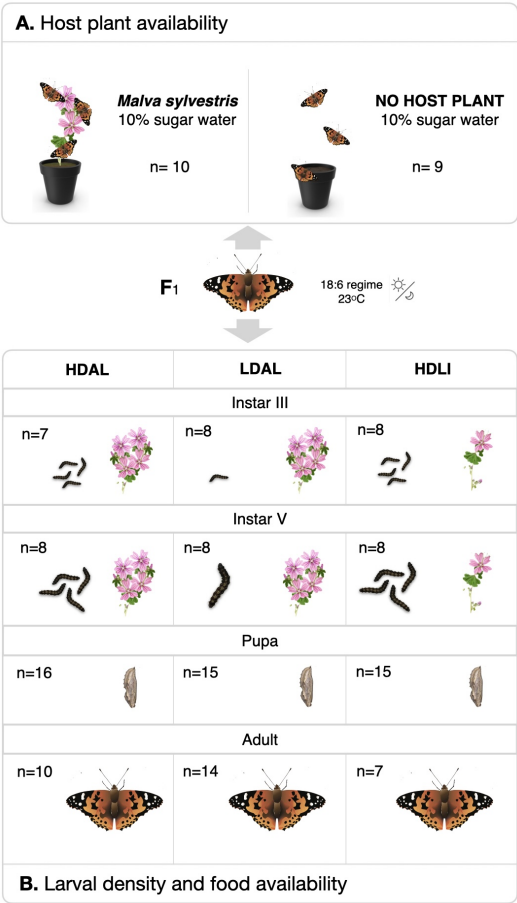 A. Host plant availability
Malva sylvestris
10% sugar water
n= 10
NO HOST PLANT
10% sugar water
n= 9
F1
18:6 regime
23ºC
HDAL LDAL HDLI
Instar III
n=7 n=8 n=8
Instar V
n=8 n=8 n=8
Pupa
n=16 n=15 n=15
Adult
n=10 n=14 n=7
B. Larval density and food availability